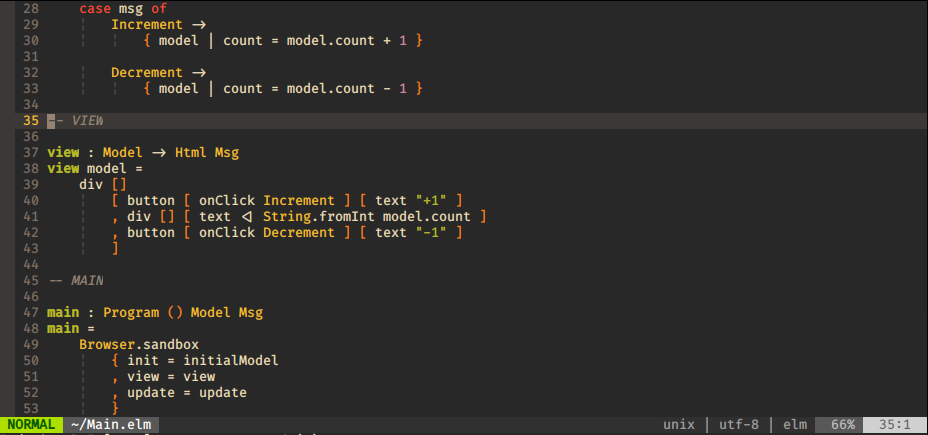 28     case msg of
29         Increment ->
30             { model | count = model.count + 1 }
31
32         Decrement ->
33             { model | count = model.count - 1 }
34
35 -- VIEW
36
37 view : Model -> Html Msg
38 view model =
39     div []
40         [ button [ onClick Increment ] [ text "+1" ]
41         , div [] [ text <| String.fromInt model.count ]
42         , button [ onClick Decrement ] [ text "-1" ]
43         ]
44
45 -- MAIN
46
47 main : Program () Model Msg
48 main =
49     Browser.sandbox
50         { init = initialModel
51         , view = view
52         , update = update
53         }
NORMAL ~/Main.elm unix | utf-8 | elm 66% 35:1